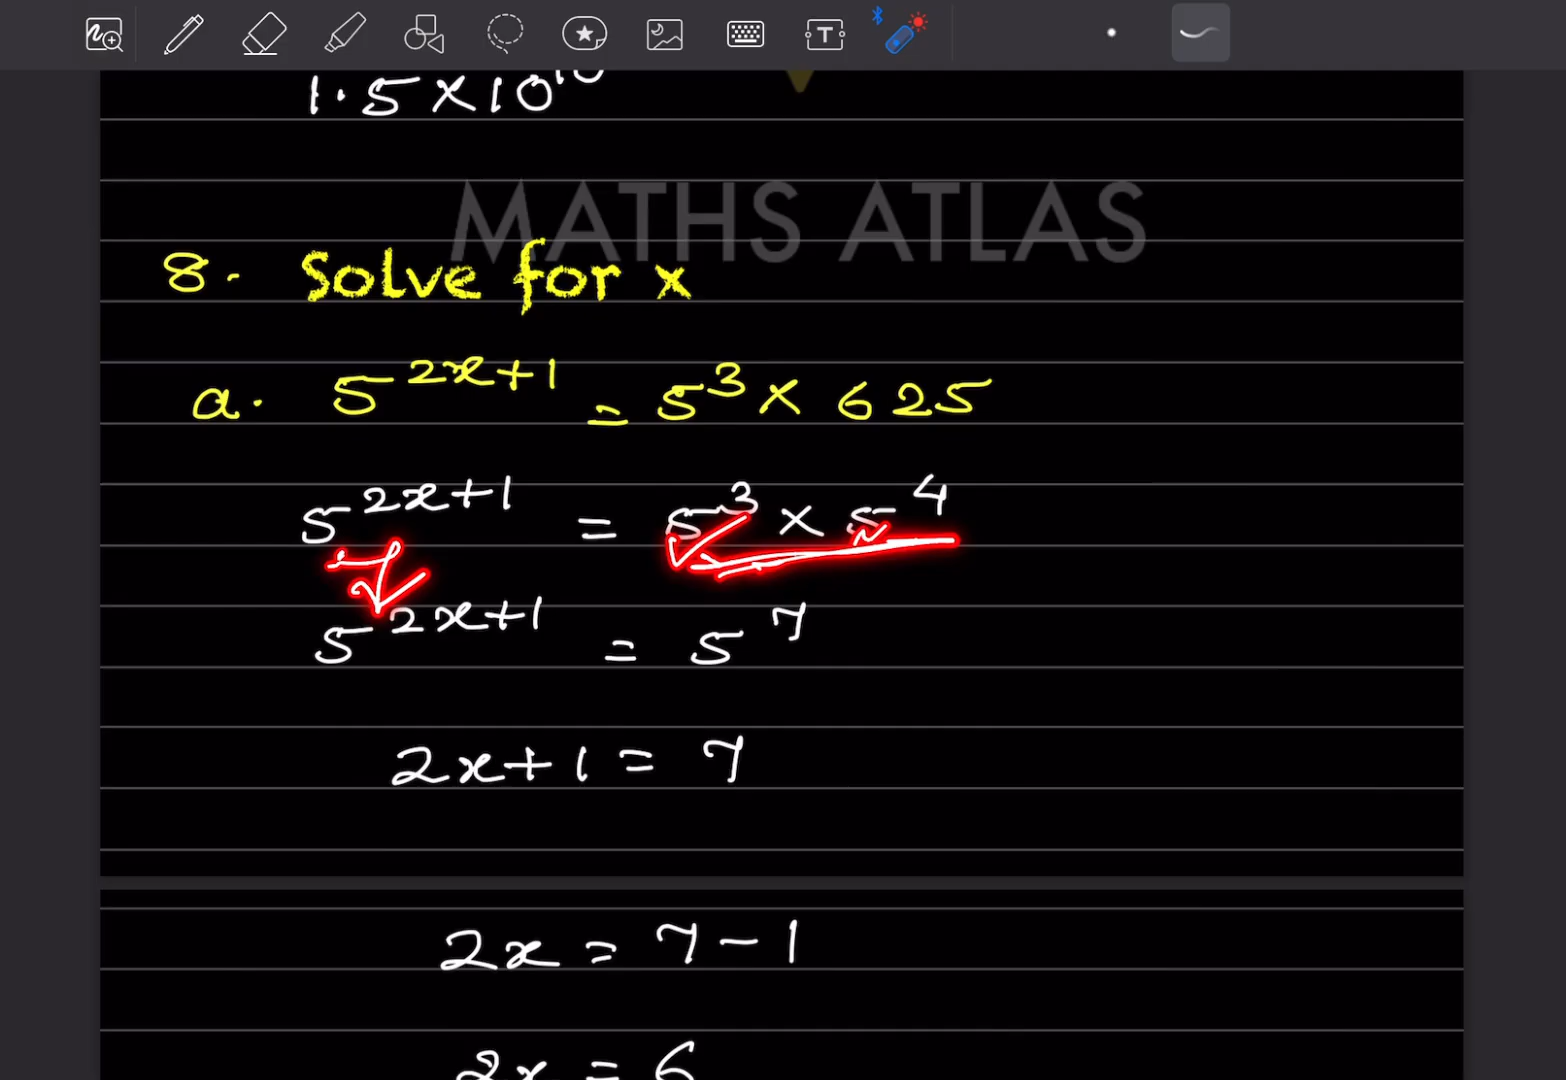 1.5×10¹⁰
MATHS ATLAS
8. Solve for x
a. 5^{2x+1} = 5³ × 625
5^{2x+1} = 5³ × 5⁴
5^{2x+1} = 5⁷
2x+1 = 7
2x = 7 - 1
2x = 6